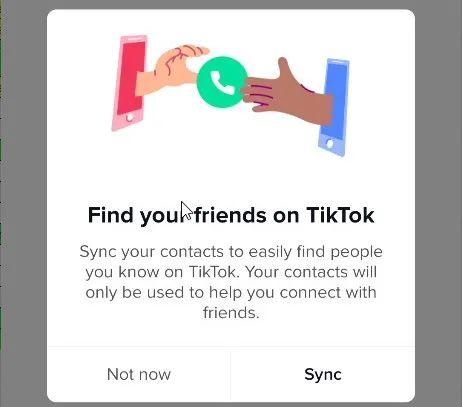 Find your friends on TikTok
Sync your contacts to easily find people
you know on TikTok. Your contacts will
only be used to help you connect with
friends.
Not now
Sync